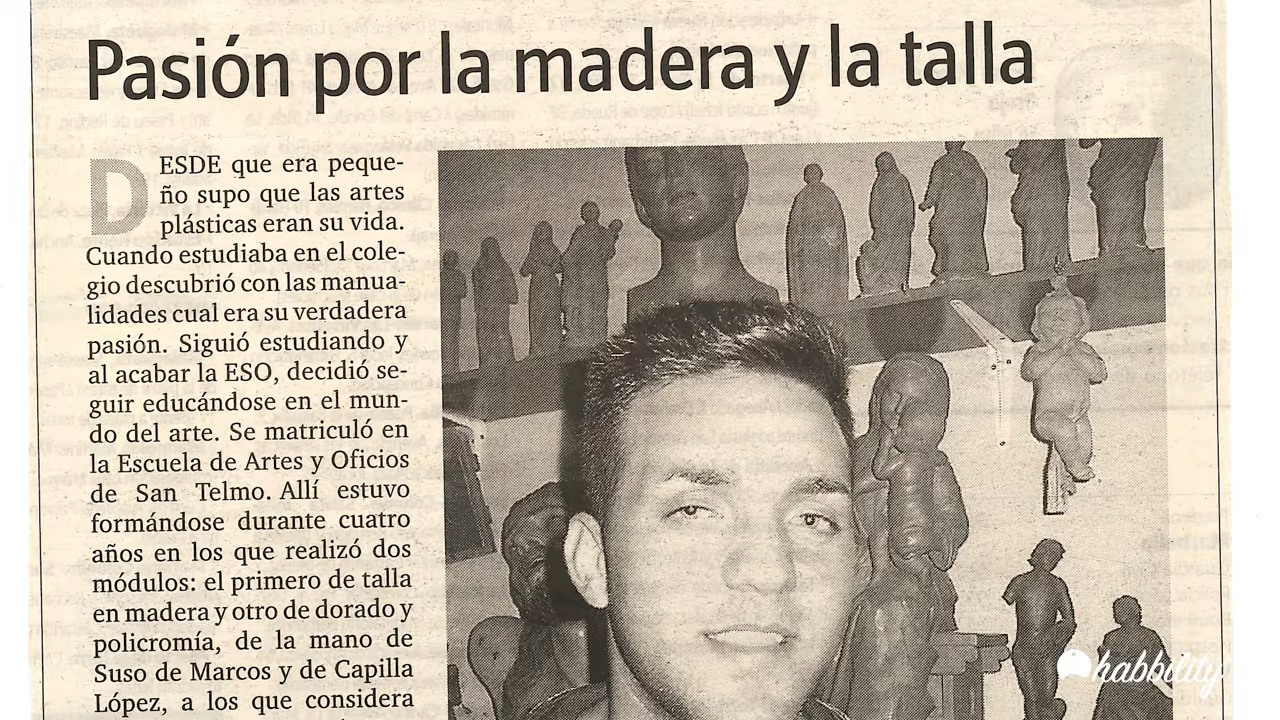 Pasión por la madera y la talla
DESDE que era peque-
ño supo que las artes
plásticas eran su vida.
Cuando estudiaba en el cole-
gio descubrió con las manua-
lidades cual era su verdadera
pasión. Siguió estudiando y
al acabar la ESO, decidió se-
guir educándose en el mun-
do del arte. Se matriculó en
la Escuela de Artes y Oficios
de San Telmo. Allí estuvo
formándose durante cuatro
años en los que realizó dos
módulos: el primero de talla
en madera y otro de dorado y
policromía, de la mano de
Suso de Marcos y de Capilla
López, a los que considera
habbility